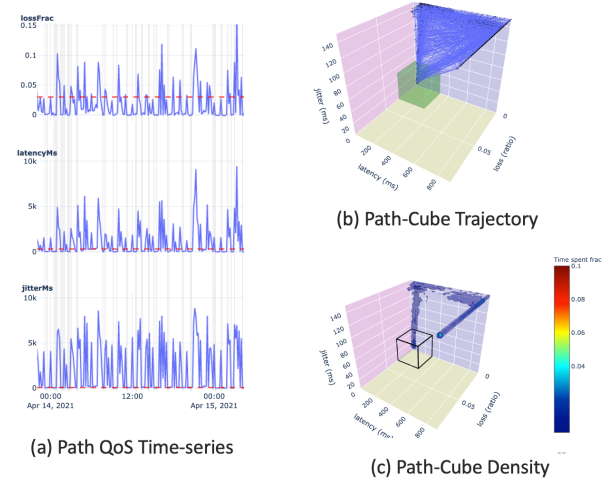 lossFrac
0.15
0.1
0.05
0
latencyMs
10k
5k
0
jitterMs
10k
5k
0
00:00
Apr 14, 2021
12:00
00:00
Apr 15, 2021
(a) Path QoS Time-series
140
120
100
80
60
40
20
0
jitter (ms)
200
400
600
800
latency (ms)
0.05
0
loss (ratio)
(b) Path-Cube Trajectory
Time spent frac
0.1
0.08
0.06
0.04
140
120
100
80
60
40
20
0
jitter (ms)
200
400
600
800
latency (ms)
0.05
0
loss (ratio)
(c) Path-Cube Density